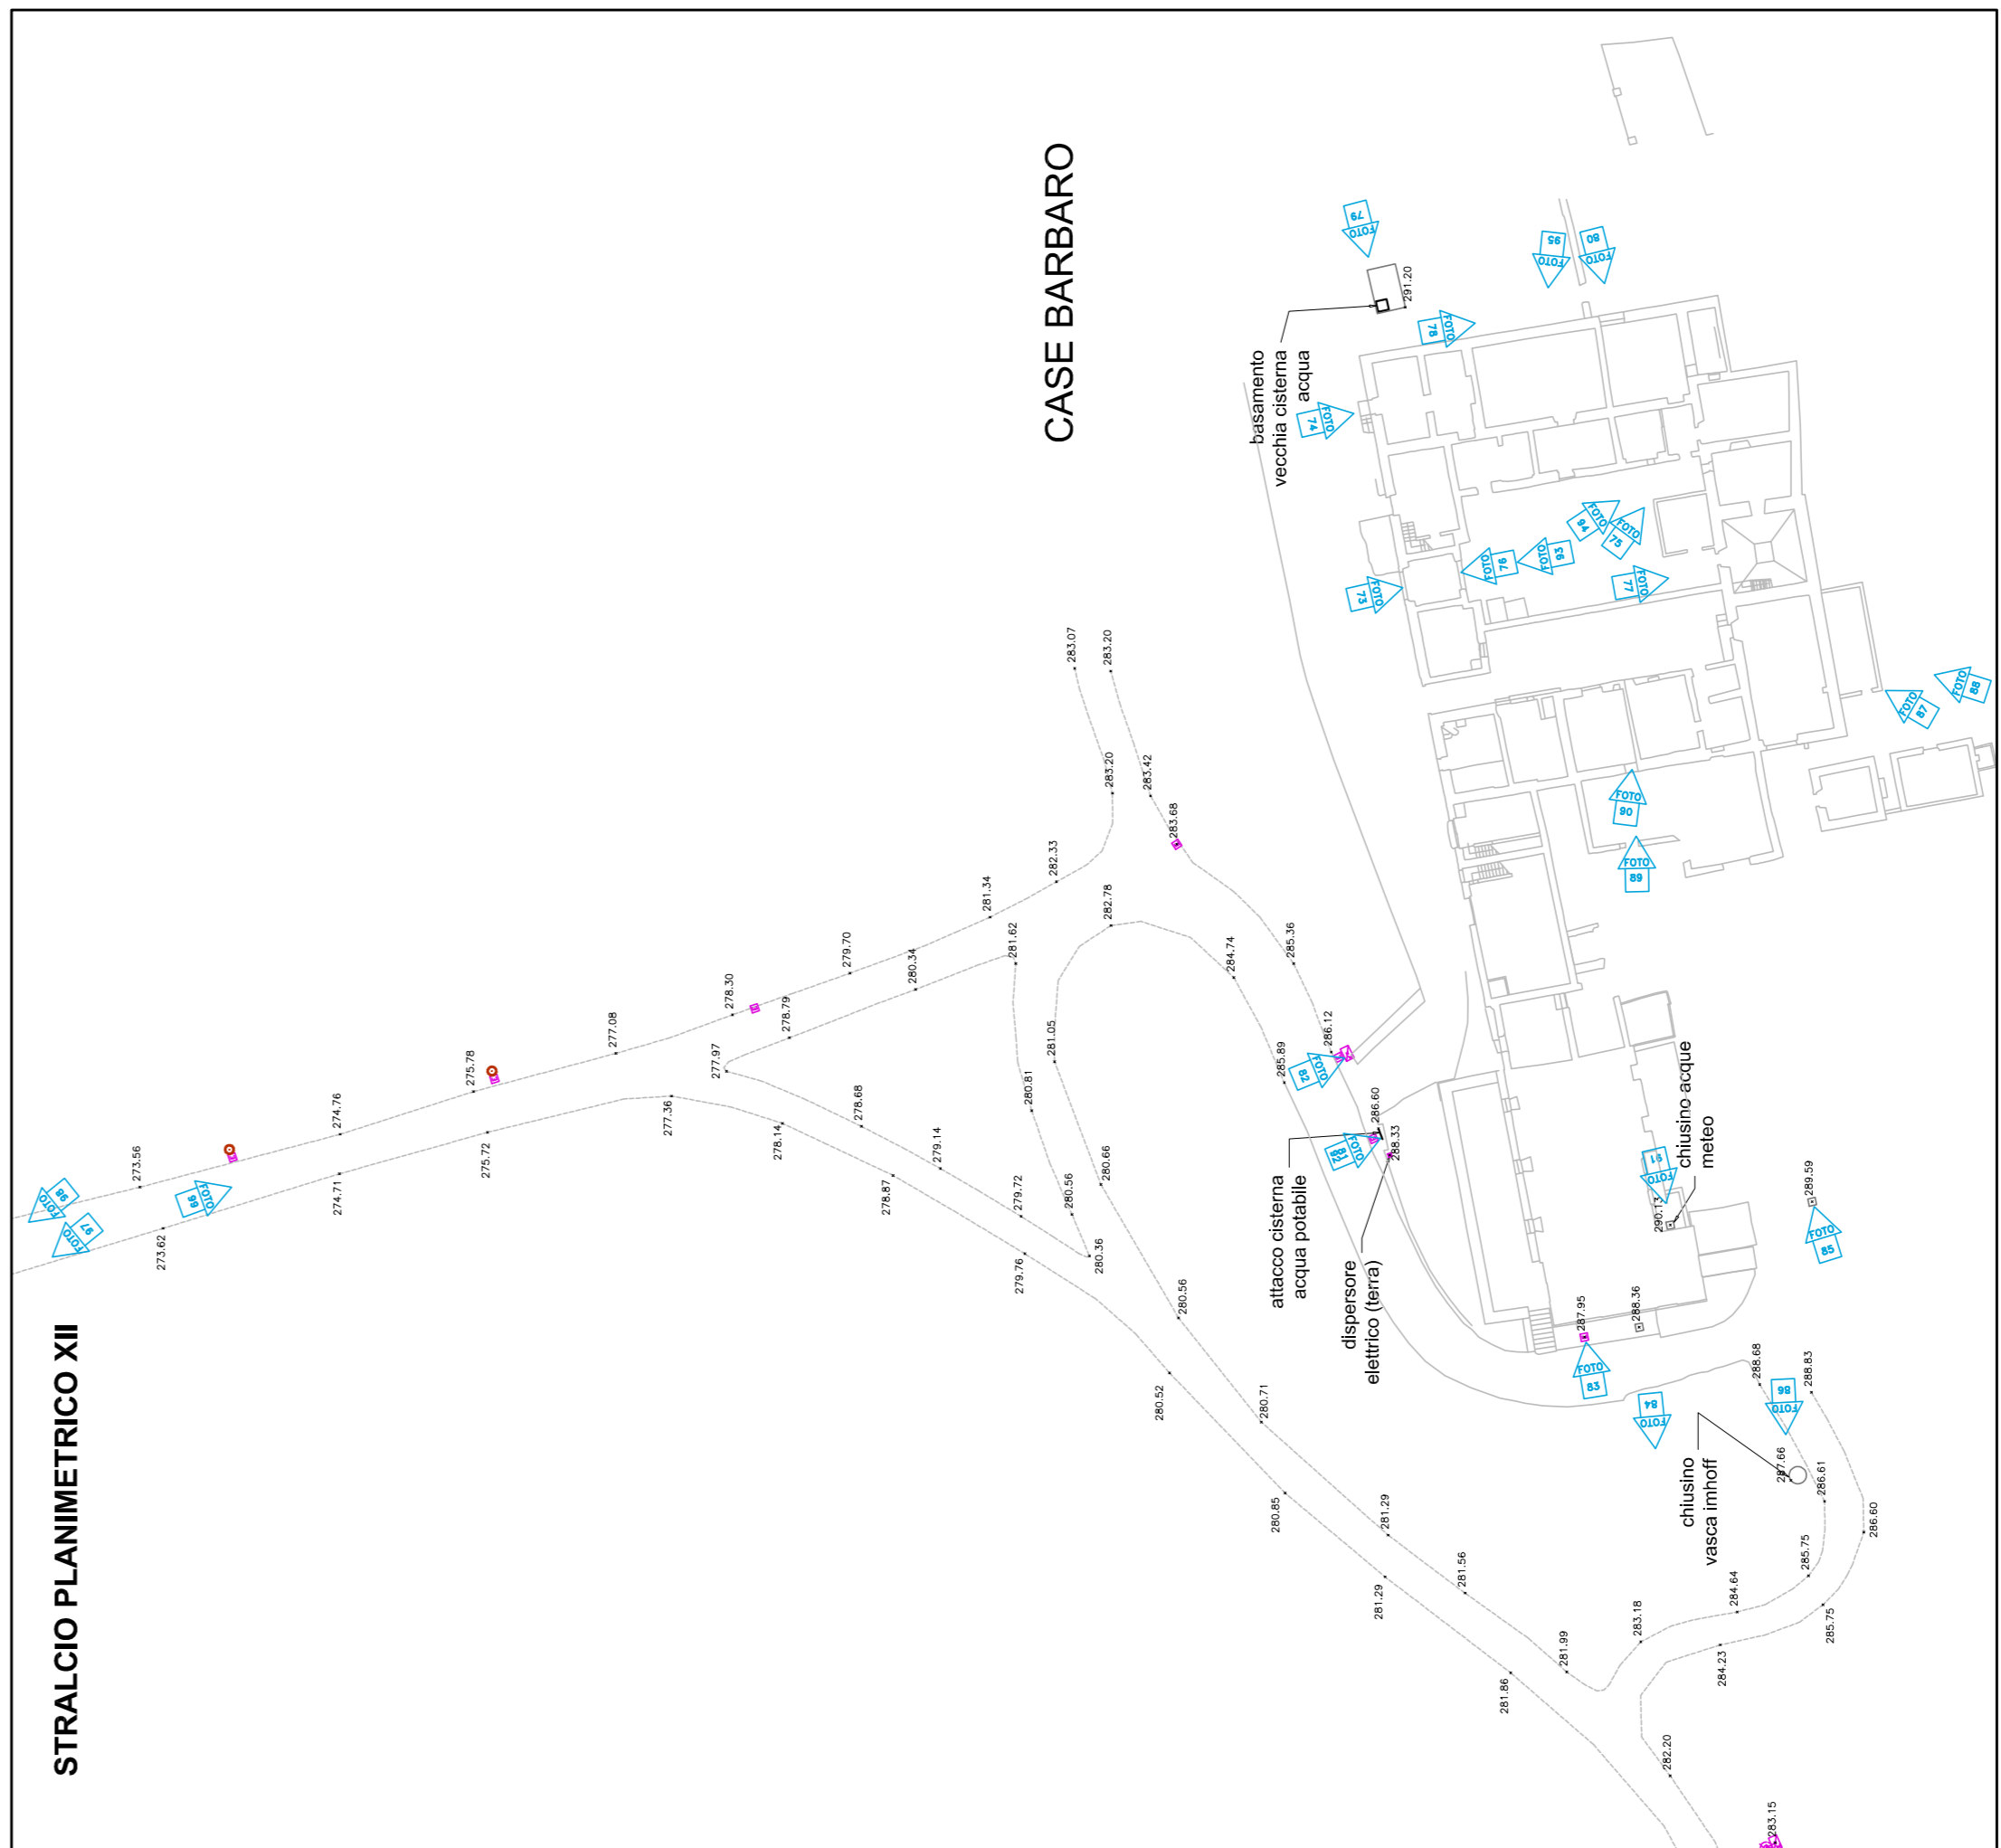 STRALCIO PLANIMETRICO XII
CASE BARBARO
basamento
vecchia cisterna
acqua
attacco cisterna
acqua potabile
dispersore
elettrico (terra)
chiusino acque
meteo
chiusino
vasca imhoff
FOTO 98
FOTO 97
FOTO 99
FOTO 79
FOTO 95
FOTO 80
FOTO 78
FOTO 74
FOTO 73
FOTO 76
FOTO 93
FOTO 94
FOTO 75
FOTO 77
FOTO 87
FOTO 88
FOTO 90
FOTO 89
FOTO 82
FOTO 81
92
FOTO 91
FOTO 85
FOTO 83
FOTO 84
FOTO 86
291.20
283.07
283.20
283.20
283.42
283.68
282.33
281.34
282.78
279.70
280.34
281.62
284.74
285.36
278.30
278.79
277.08
277.97
275.78
281.05
285.89
286.12
274.76
277.36
278.14
278.68
280.81
286.60
288.33
273.56
275.72
274.71
279.14
278.87
280.66
273.62
279.72
280.56
279.76
280.36
290.13
289.59
280.56
287.95
288.36
280.52
280.71
288.68
288.83
280.85
281.29
287.66
286.61
286.60
281.29
281.56
285.75
284.64
285.75
283.18
284.23
281.99
281.86
282.20
283.15